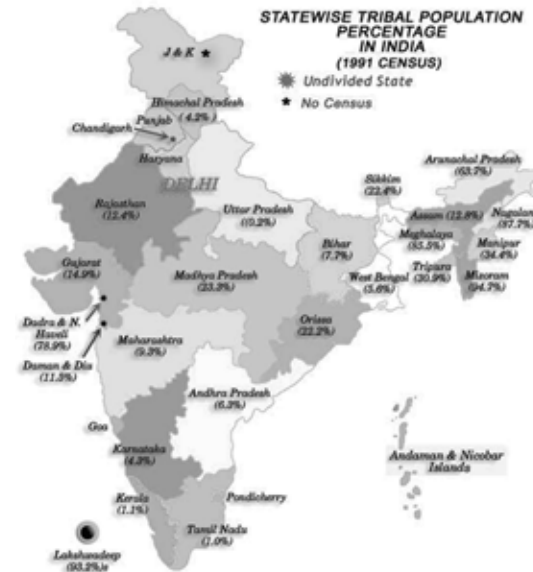 STATEWISE TRIBAL POPULATION
PERCENTAGE
IN INDIA
(1991 CENSUS)
Undivided State
★ No Census
J & K ★
Himachal Pradesh
(4.2%)
Punjab
Chandigarh
Haryana
DELHI
Rajasthan
(12.4%)
Uttar Pradesh
((0.2%)
Sikkim
(22.4%)
Arunachal Pradesh
(63.7%)
Assam (12.8%)
Nagaland
(87.7%)
Meghalaya
(85.5%)
Manipur
(34.4%)
Tripura
(30.9%)
Mizoram
(94.7%)
Bihar
(7.7%)
West Bengal
(5.6%)
Gujarat
(14.9%)
Madhya Pradesh
(23.3%)
Orissa
(22.2%)
Dadra & N.
Haveli
(78.9%)
Daman & Diu
(11.5%)
Maharashtra
(9.3%)
Andhra Pradesh
(6.3%)
Goa
Karnataka
(4.3%)
Andaman & Nicobar
Islands
Kerala
(1.1%)
Pondicherry
Tamil Nadu
(1.0%)
Lakshwadeep
(93.2%)s